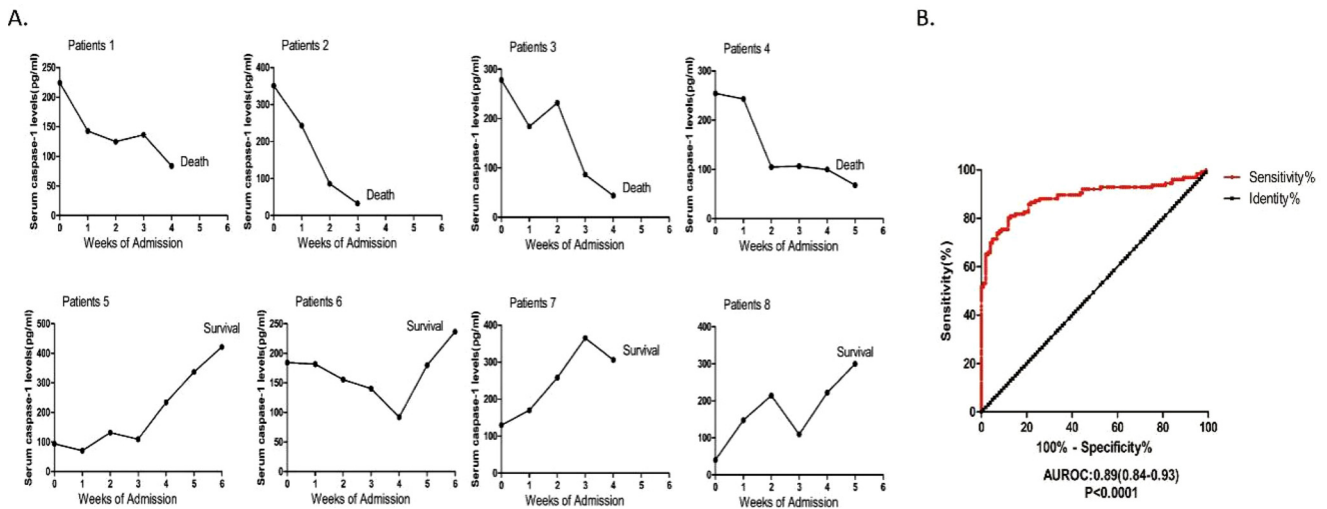 A.
Patients 1
Serum caspase-1 levels(pg/ml)
250
200
150
100
50
0
Death
0 1 2 3 4 5 6
Weeks of Admission
Patients 2
Serum caspase-1 levels(pg/ml)
400
300
200
100
0
Death
0 1 2 3 4 5 6
Weeks of Admission
Patients 3
Serum caspase-1 levels(pg/ml)
300
200
100
0
Death
0 1 2 3 4 5 6
Weeks of Admission
Patients 4
Serum caspase-1 levels(pg/ml)
300
200
100
0
Death
0 1 2 3 4 5 6
Weeks of Admission
Patients 5
Serum caspase-1 levels(pg/ml)
500
400
300
200
100
0
Survival
0 1 2 3 4 5 6
Weeks of Admission
Patients 6
Serum caspase-1 levels(pg/ml)
250
200
150
100
50
0
Survival
0 1 2 3 4 5 6
Weeks of Admission
Patients 7
Serum caspase-1 levels(pg/ml)
400
300
200
100
0
Survival
0 1 2 3 4 5 6
Weeks of Admission
Patients 8
Serum caspase-1 levels(pg/ml)
400
300
200
100
0
Survival
0 1 2 3 4 5 6
Weeks of Admission
B.
Sensitivity(%)
100
80
60
40
20
0
Sensitivity%
Identity%
0 20 40 60 80 100
100% - Specificity%
AUROC:0.89(0.84-0.93)
P<0.0001